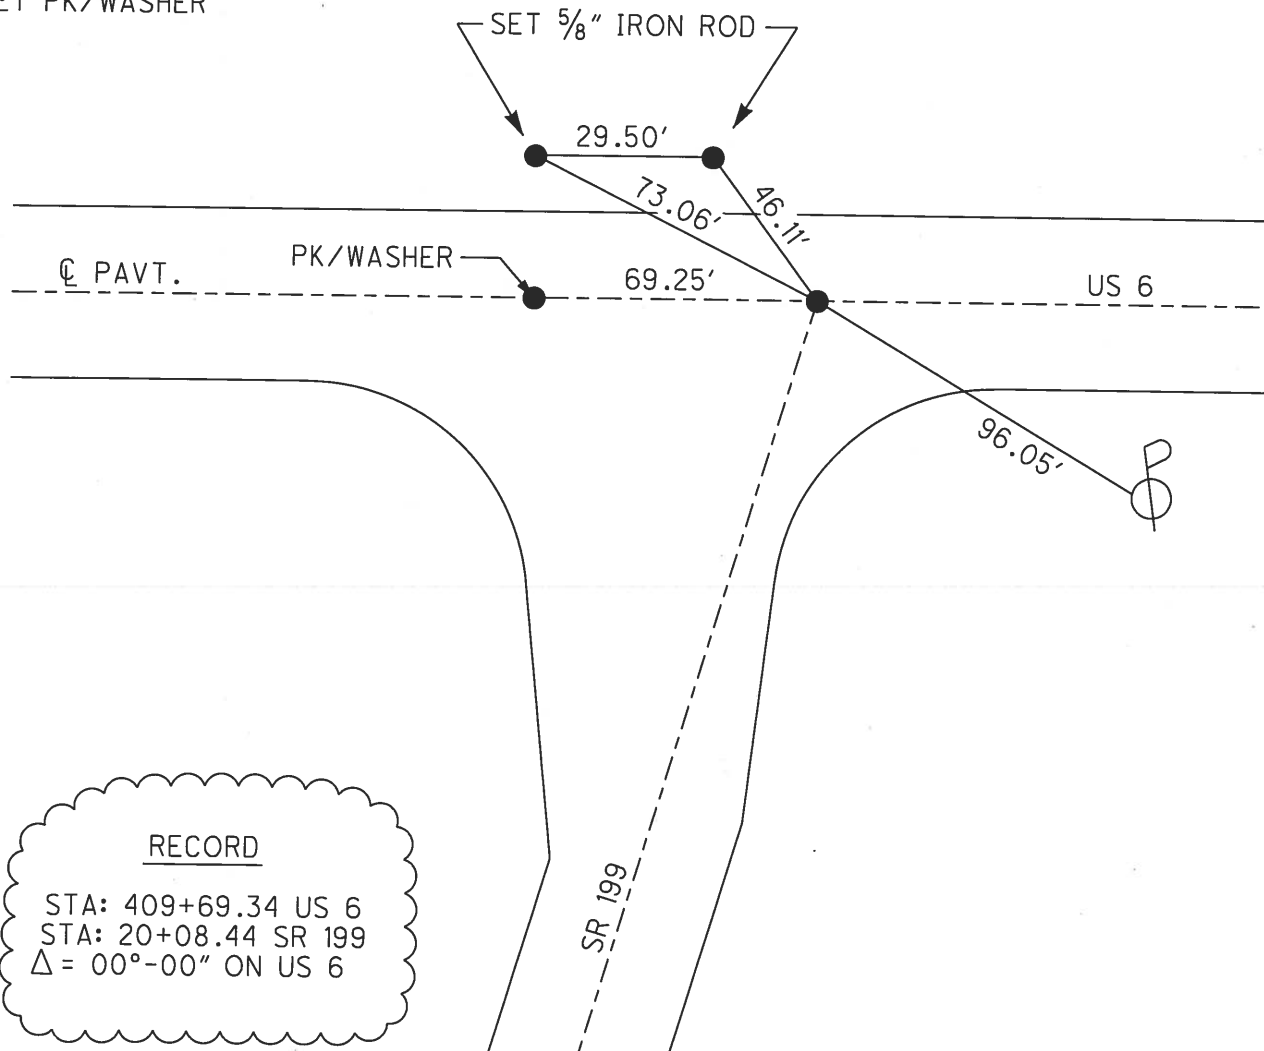 SET PK/WASHER
SET 5/8" IRON ROD
29.50'
73.06'
46.11'
PK/WASHER
℄ PAVT.
69.25'
US 6
96.05'
SR 199
RECORD
STA: 409+69.34 US 6
STA: 20+08.44 SR 199
Δ = 00°-00" ON US 6